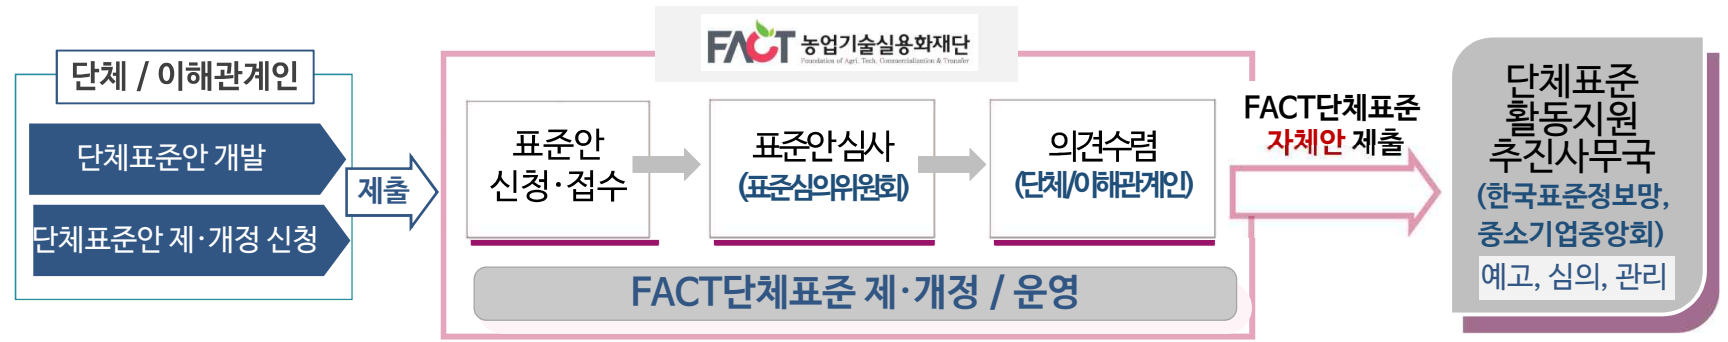 단체 / 이해관계인
단체표준안 개발
단체표준안 제·개정 신청
제출
FACT 농업기술실용화재단
Foundation of Agri. Tech. Commercialization & Transfer
표준안
신청·접수
표준안 심사
(표준심의위원회)
의견수렴
(단체/이해관계인)
FACT단체표준 제·개정 / 운영
FACT단체표준
자체안 제출
단체표준
활동지원
추진사무국
(한국표준정보망,
중소기업중앙회)
예고, 심의, 관리